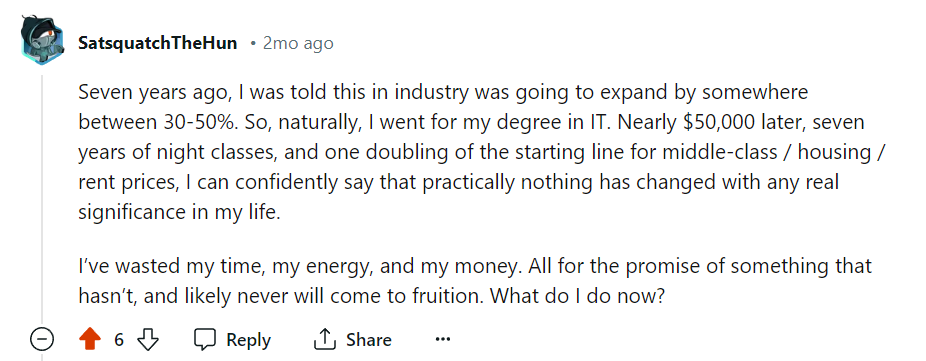 SatsquatchTheHun • 2mo ago
Seven years ago, I was told this in industry was going to expand by somewhere
between 30-50%. So, naturally, I went for my degree in IT. Nearly $50,000 later, seven
years of night classes, and one doubling of the starting line for middle-class / housing /
rent prices, I can confidently say that practically nothing has changed with any real
significance in my life.
I’ve wasted my time, my energy, and my money. All for the promise of something that
hasn’t, and likely never will come to fruition. What do I do now?
6 Reply Share